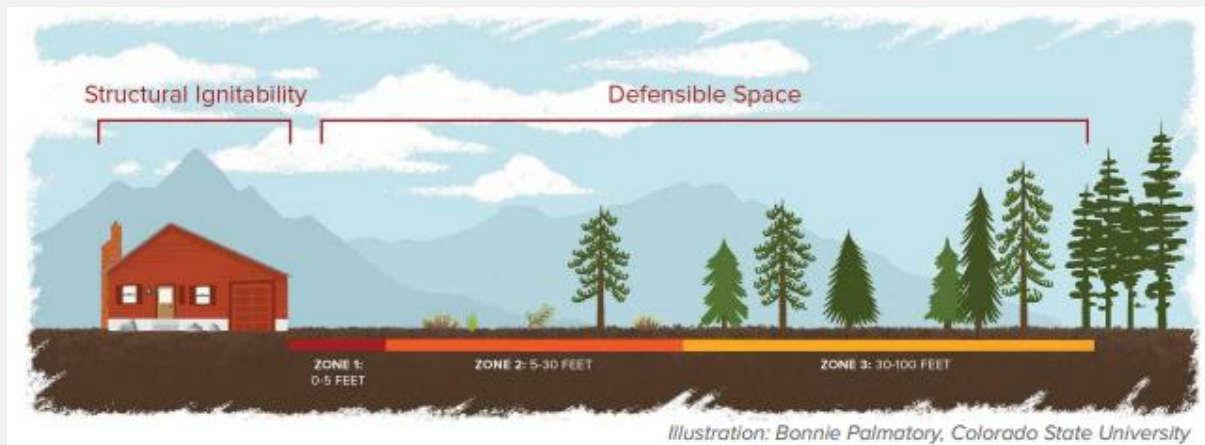 Structural Ignitability
Defensible Space
ZONE 1:
0-5 FEET
ZONE 2: 5-30 FEET
ZONE 3: 30-100 FEET
Illustration: Bonnie Palmatory, Colorado State University